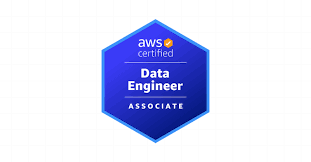 aws
certified
Data
Engineer
ASSOCIATE